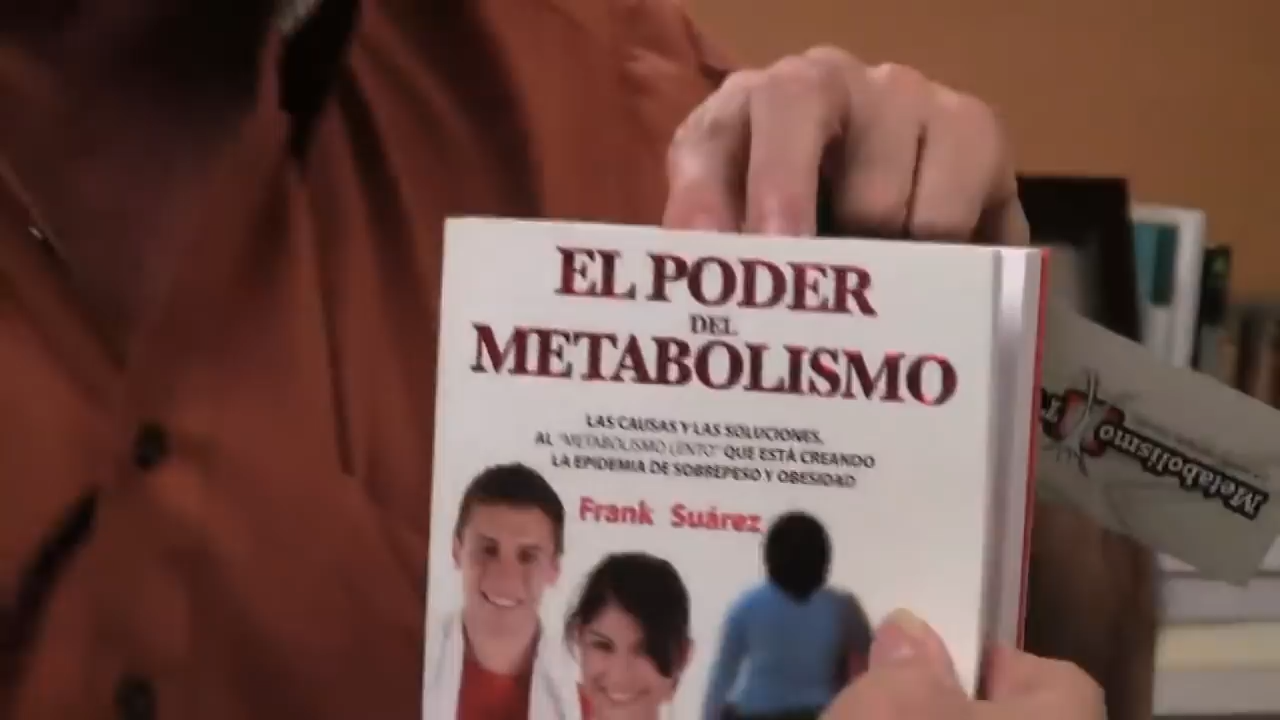 EL PODER
DEL
METABOLISMO
LAS CAUSAS Y LAS SOLUCIONES,
AL "METABOLISMO LENTO" QUE ESTÁ CREANDO
LA EPIDEMIA DE SOBREPESO Y OBESIDAD
Frank Suárez
Metabolismo